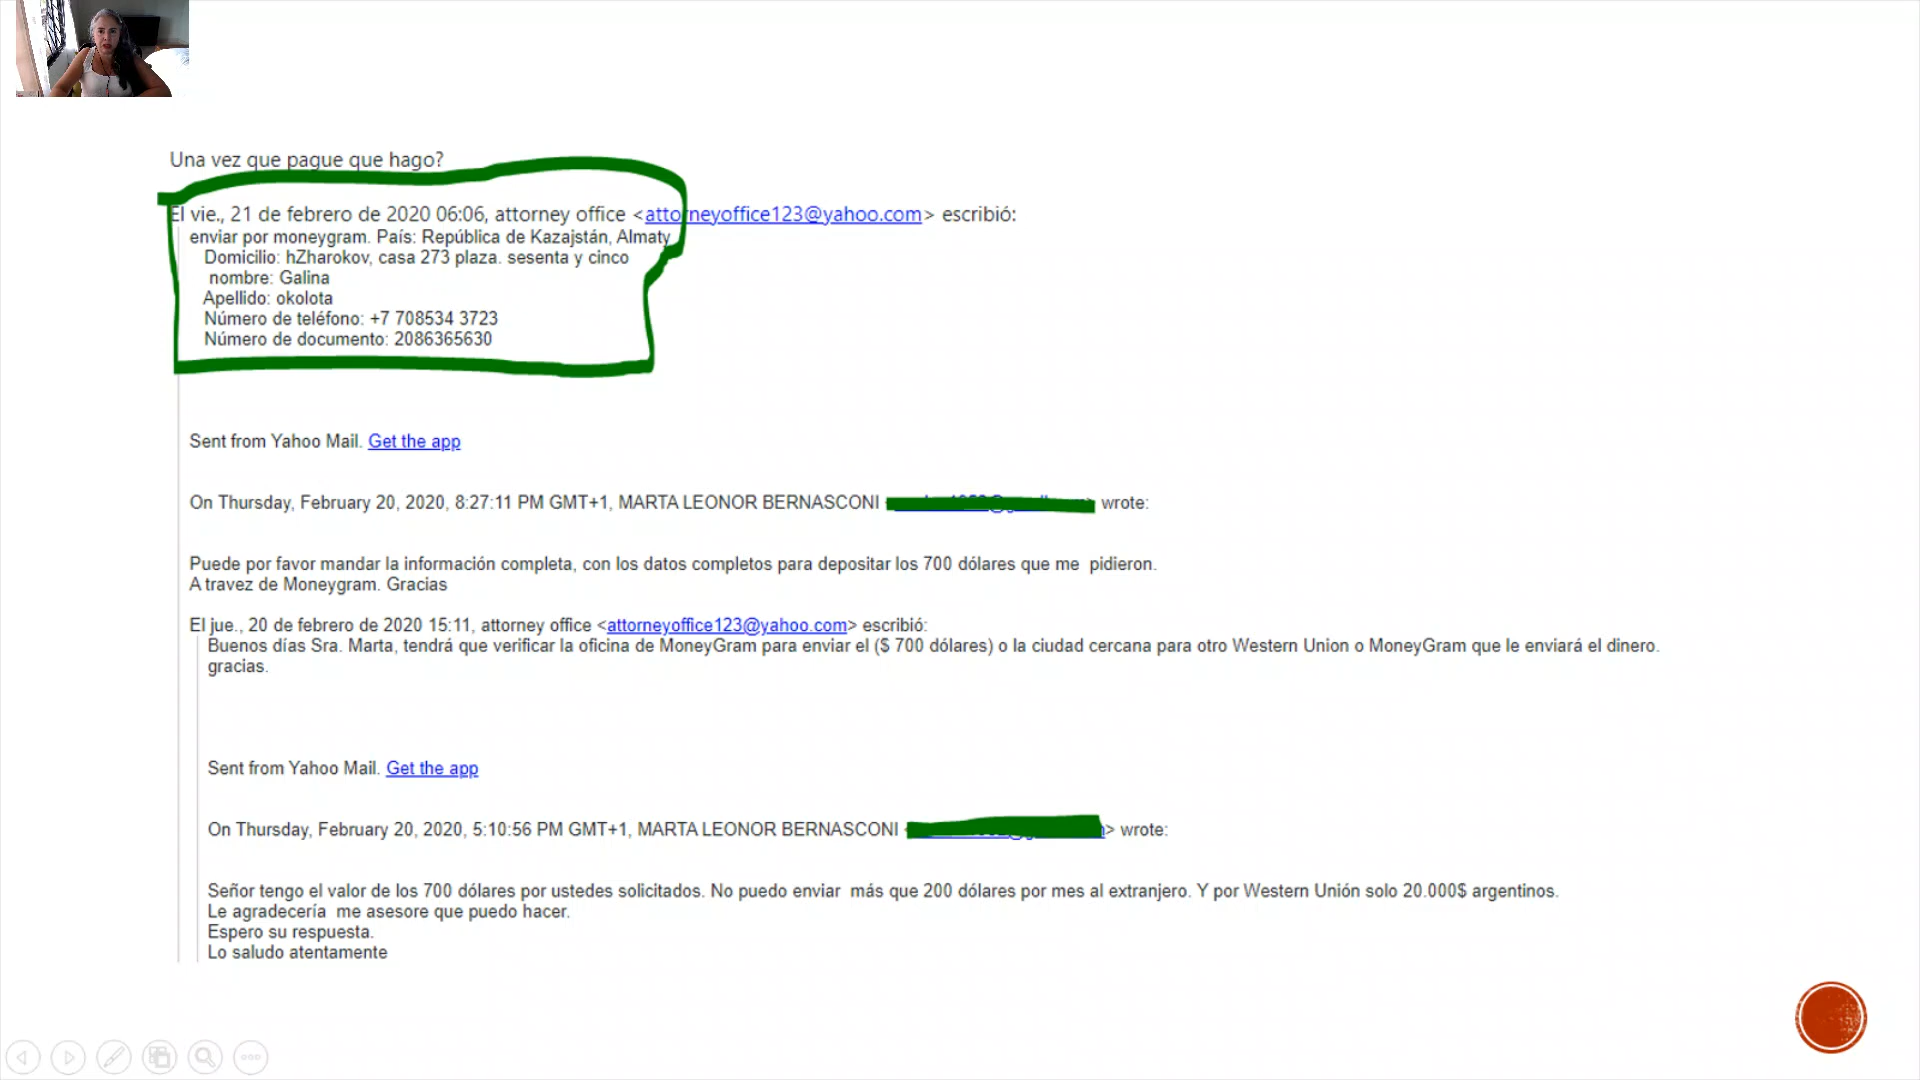 Una vez que pague que hago?
El vie., 21 de febrero de 2020 06:06, attorney office <attorneyoffice123@yahoo.com> escribió:
enviar por moneygram. País: República de Kazajstán, Almaty
Domicilio: hZharokov, casa 273 plaza. sesenta y cinco
nombre: Galina
Apellido: okolota
Número de teléfono: +7 708534 3723
Número de documento: 2086365630
Sent from Yahoo Mail. Get the app
On Thursday, February 20, 2020, 8:27:11 PM GMT+1, MARTA LEONOR BERNASCONI wrote:
Puede por favor mandar la información completa, con los datos completos para depositar los 700 dólares que me pidieron.
A travez de Moneygram. Gracias
El jue., 20 de febrero de 2020 15:11, attorney office <attorneyoffice123@yahoo.com> escribió:
Buenos días Sra. Marta, tendrá que verificar la oficina de MoneyGram para enviar el ($ 700 dólares) o la ciudad cercana para otro Western Union o MoneyGram que le enviará el dinero.
gracias.
Sent from Yahoo Mail. Get the app
On Thursday, February 20, 2020, 5:10:56 PM GMT+1, MARTA LEONOR BERNASCONI > wrote:
Señor tengo el valor de los 700 dólares por ustedes solicitados. No puedo enviar más que 200 dólares por mes al extranjero. Y por Western Unión solo 20.000$ argentinos.
Le agradecería me asesore que puedo hacer.
Espero su respuesta.
Lo saludo atentamente